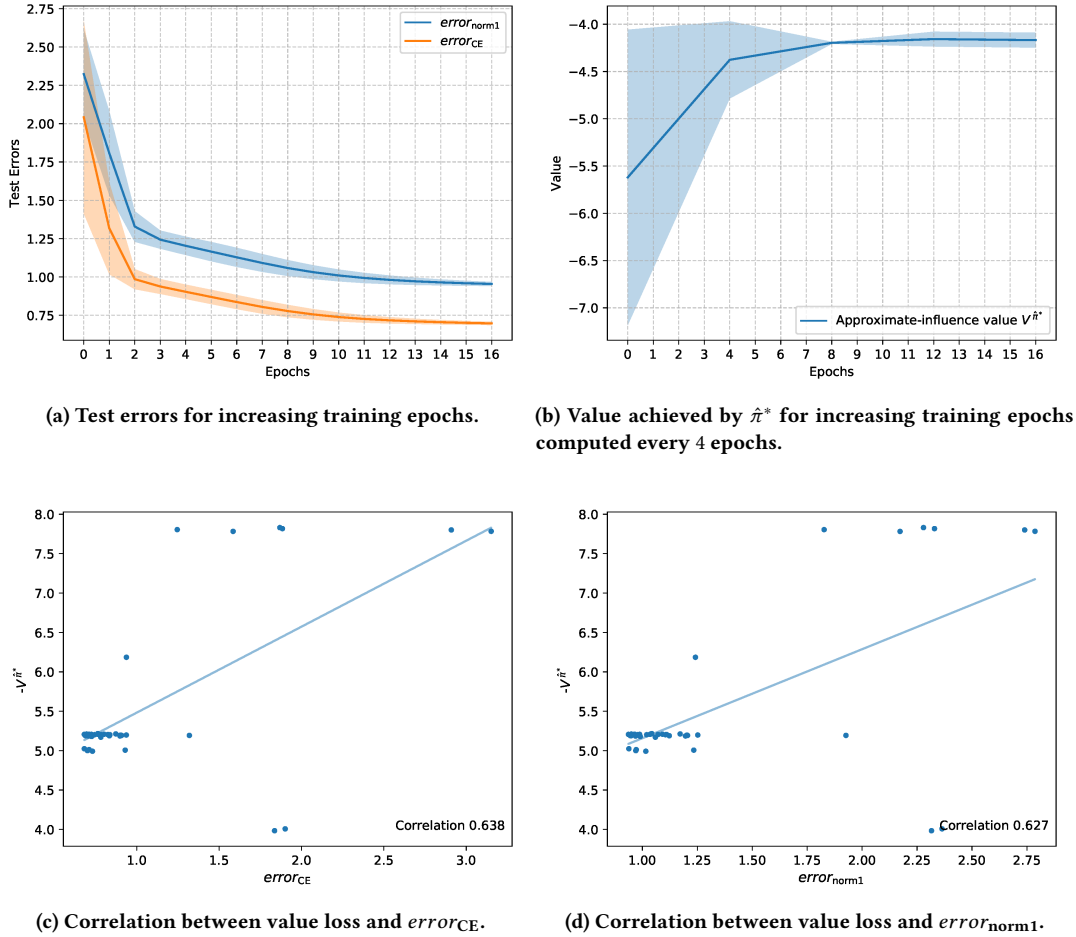 2.75
2.50
2.25
2.00
1.75
1.50
1.25
1.00
0.75
Test Errors
error_norm1
error_CE
0 1 2 3 4 5 6 7 8 9 10 11 12 13 14 15 16
Epochs
(a) Test errors for increasing training epochs.
−4.0
−4.5
−5.0
−5.5
−6.0
−6.5
−7.0
Value
Approximate-influence value V^π̂*
0 1 2 3 4 5 6 7 8 9 10 11 12 13 14 15 16
Epochs
(b) Value achieved by π̂* for increasing training epochs
computed every 4 epochs.
8.0
7.5
7.0
6.5
6.0
5.5
5.0
4.5
4.0
-V^π̂*
Correlation 0.638
1.0 1.5 2.0 2.5 3.0
error_CE
(c) Correlation between value loss and error_CE.
8.0
7.5
7.0
6.5
6.0
5.5
5.0
4.5
4.0
-V^π̂*
Correlation 0.627
1.00 1.25 1.50 1.75 2.00 2.25 2.50 2.75
error_norm1
(d) Correlation between value loss and error_norm1.